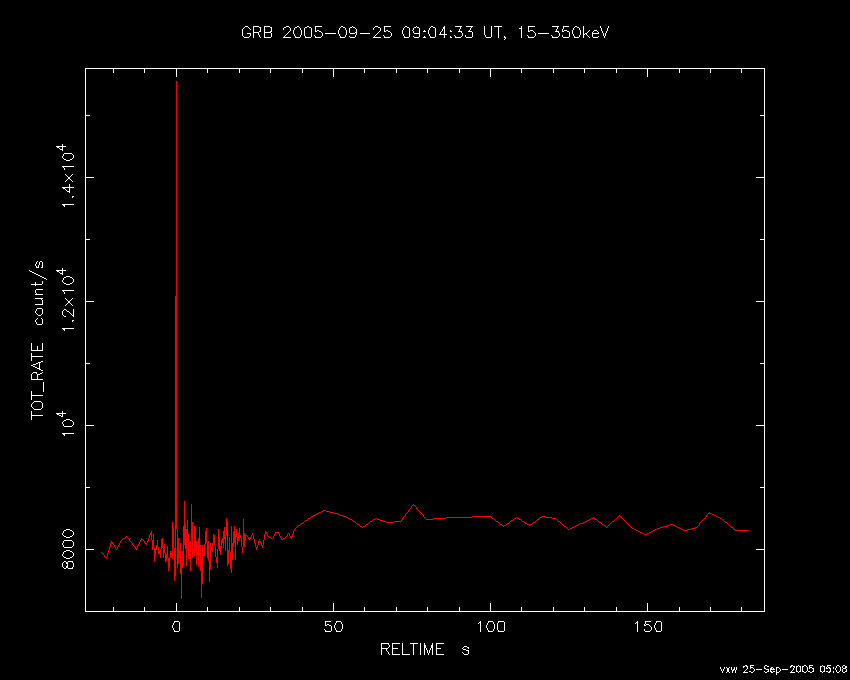 GRB 2005-09-25 09:04:33 UT, 15-350keV
TOT_RATE count/s
1.4×10⁴
1.2×10⁴
10⁴
8000
0 50 100 150
RELTIME s
vxw 25-Sep-2005 05:08